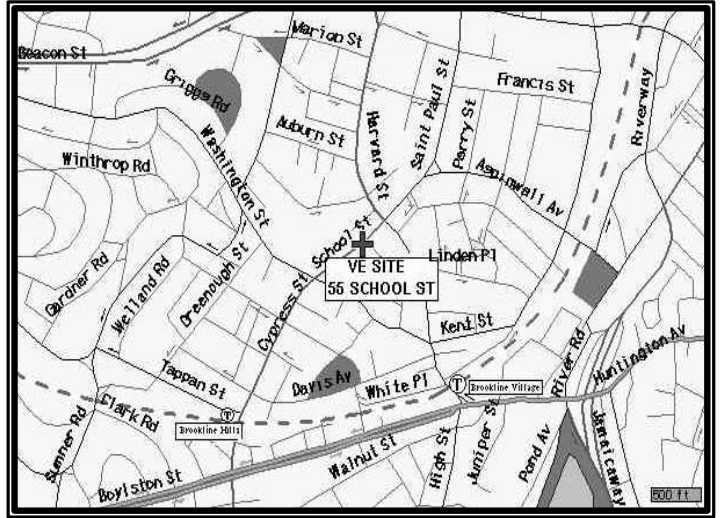 Marion St
Beacon St
Griggs Rd
Francis St
Riverway
Saint Paul St
Perry St
Harvard St
Auburn St
Winthrop Rd
Washington St
Aspinwall Av
School St
VE SITE
55 SCHOOL ST
Linden Pl
Gardner Rd
Welland Rd
Greenough St
Cypress St
Kent St
River Rd
Huntington Av
Tappan St
Davis Av
White Pl
T
Brookline Village
Clark Rd
T
Brookline Hills
Sumner Rd
Walnut St
High St
Juniper St
Pond Av
Jamaicaway
Boylston St
500 ft